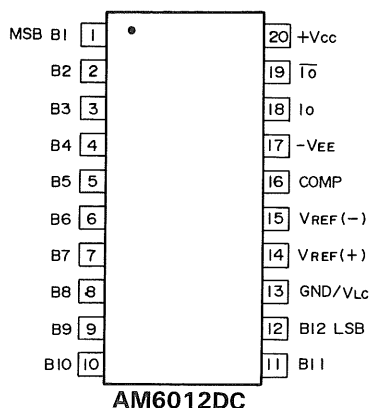 MSB B1 1 20 +Vcc
B2 2 19 I̅o̅
B3 3 18 Io
B4 4 17 -VEE
B5 5 16 COMP
B6 6 15 VREF(-)
B7 7 14 VREF(+)
B8 8 13 GND/VLC
B9 9 12 B12 LSB
B10 10 11 B11
AM6012DC